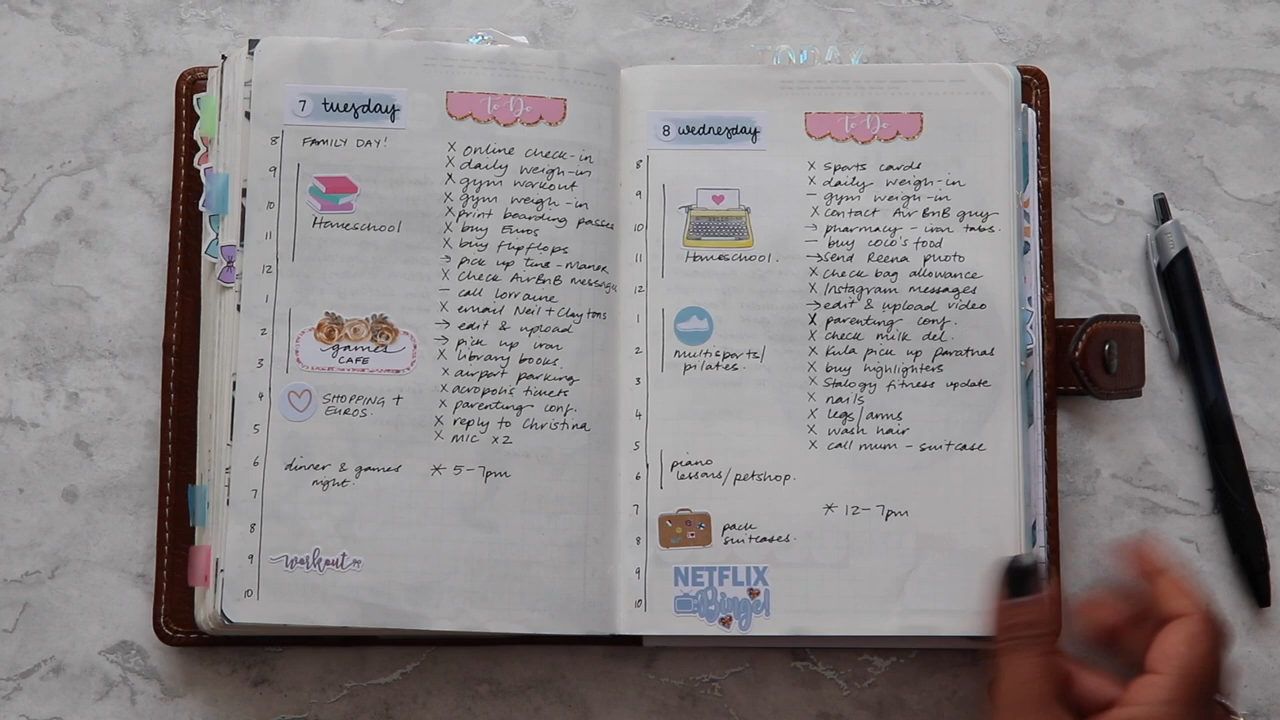 TODAY
7 tuesday
To Do
8 FAMILY DAY!
9
10
Homeschool
11
12
1
2
games
CAFE
3
4 SHOPPING +
EUROS.
5
6 dinner & games
night.
7
8
9 workout
10
X online check-in
X daily weigh-in
X gym workout
X gym weigh-in
X print boarding passes
X buy Euros
X buy flipflops
→ pick up - Maner
X check AirBnB messages
– call Lorraine
X email Neil + Claytons
→ edit & upload
→ pick up iron
X library books.
X airport parking
X acropolis tickets
X parenting conf.
X reply to Christina
X mic x2
* 5-7pm
8 wednesday
To Do
8
9
10
11 Homeschool.
12
1
2 multisports/
pilates.
3
4
5
6 piano
lessons/petshop.
7
8 pack
suitcases.
9 NETFLIX
10 Binge!
X sports cards
X daily weigh-in
– gym weigh-in
X contact AirBnB guy
→ pharmacy - iron tabs.
– buy coco's food
→ send Reena photo
X check bag allowance
X Instagram messages
→ edit & upload video
X parenting conf.
X check milk del.
X Kula pick up parathas
X buy highlighters
X Stalogy fitness update
X nails
X legs/arms
X wash hair
X call mum - suitcase
* 12-7pm